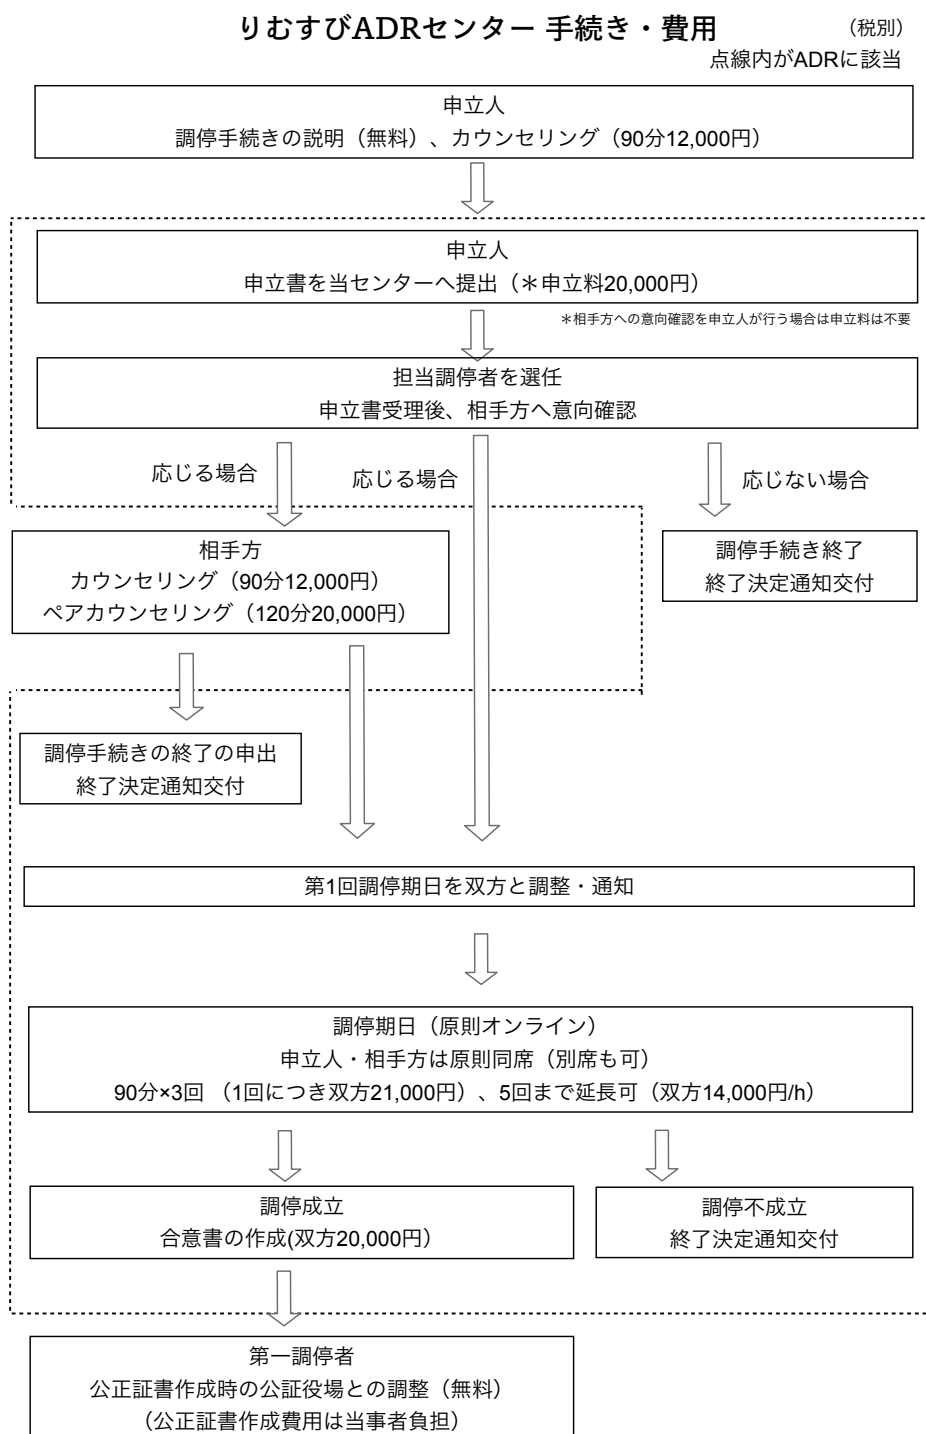 りむすびADRセンター 手続き・費用
（税別）
点線内がADRに該当
申立人
調停手続きの説明（無料）、カウンセリング（90分12,000円）
申立人
申立書を当センターへ提出（＊申立料20,000円）
＊相手方への意向確認を申立人が行う場合は申立料は不要
担当調停者を選任
申立書受理後、相手方へ意向確認
応じる場合
応じる場合
応じない場合
相手方
カウンセリング（90分12,000円）
ペアカウンセリング（120分20,000円）
調停手続き終了
終了決定通知交付
調停手続きの終了の申出
終了決定通知交付
第1回調停期日を双方と調整・通知
調停期日（原則オンライン）
申立人・相手方は原則同席（別席も可）
90分×3回 （1回につき双方21,000円）、5回まで延長可（双方14,000円/h）
調停成立
合意書の作成(双方20,000円）
調停不成立
終了決定通知交付
第一調停者
公正証書作成時の公証役場との調整（無料）
（公正証書作成費用は当事者負担）